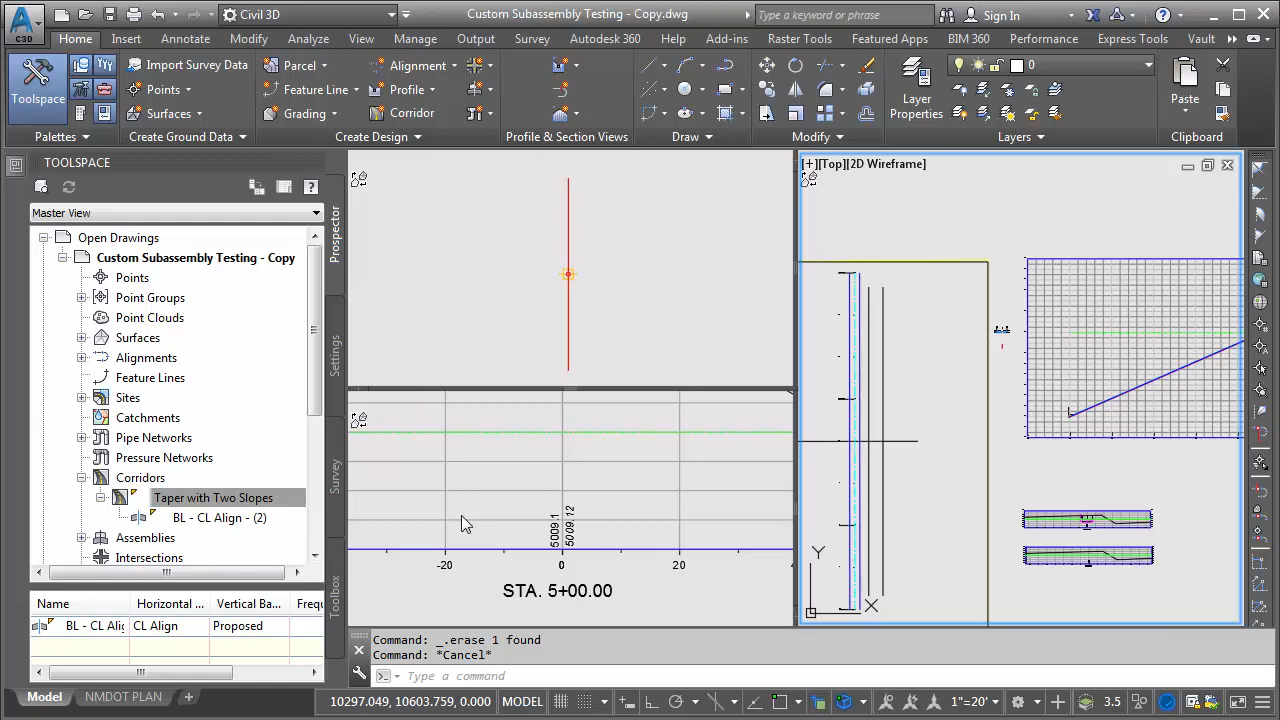 Civil 3D
Custom Subassembly Testing - Copy.dwg
Type a keyword or phrase
Sign In
C3D
Home
Insert
Annotate
Modify
Analyze
View
Manage
Output
Survey
Autodesk 360
Help
Add-ins
Raster Tools
Featured Apps
BIM 360
Performance
Express Tools
Vault
Toolspace
Import Survey Data
Points
Surfaces
Parcel
Feature Line
Grading
Alignment
Profile
Corridor
Layer
Properties
0
Paste
Palettes
Create Ground Data
Create Design
Profile & Section Views
Draw
Modify
Layers
Clipboard
TOOLSPACE
Master View
Open Drawings
Custom Subassembly Testing - Copy
Points
Point Groups
Point Clouds
Surfaces
Alignments
Feature Lines
Sites
Catchments
Pipe Networks
Pressure Networks
Corridors
Taper with Two Slopes
BL - CL Align - (2)
Assemblies
Intersections
Prospector
Settings
Survey
Toolbox
Name
Horizontal ...
Vertical Ba...
Frequ
BL - CL Alig
CL Align
Proposed
5009.1
5009.12
-20
0
20
STA. 5+00.00
[+][Top][2D Wireframe]
Y
X
Command: _.erase 1 found
Command: *Cancel*
Type a command
Model
NMDOT PLAN
10297.049, 10603.759, 0.000
MODEL
1"=20'
3.5